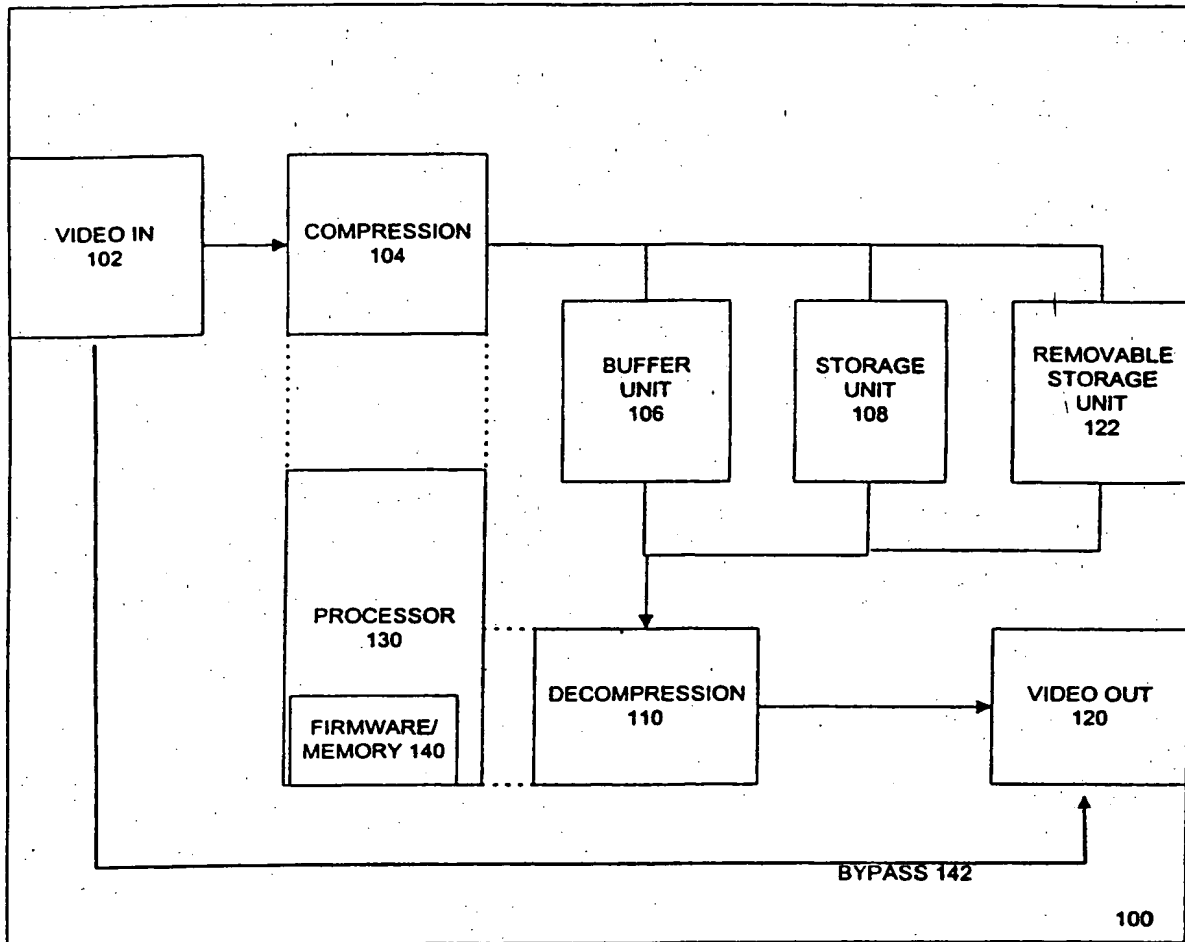 VIDEO IN
102
COMPRESSION
104
BUFFER
UNIT
106
STORAGE
UNIT
108
REMOVABLE
STORAGE
UNIT
122
PROCESSOR
130
FIRMWARE/
MEMORY 140
DECOMPRESSION
110
VIDEO OUT
120
BYPASS 142
100